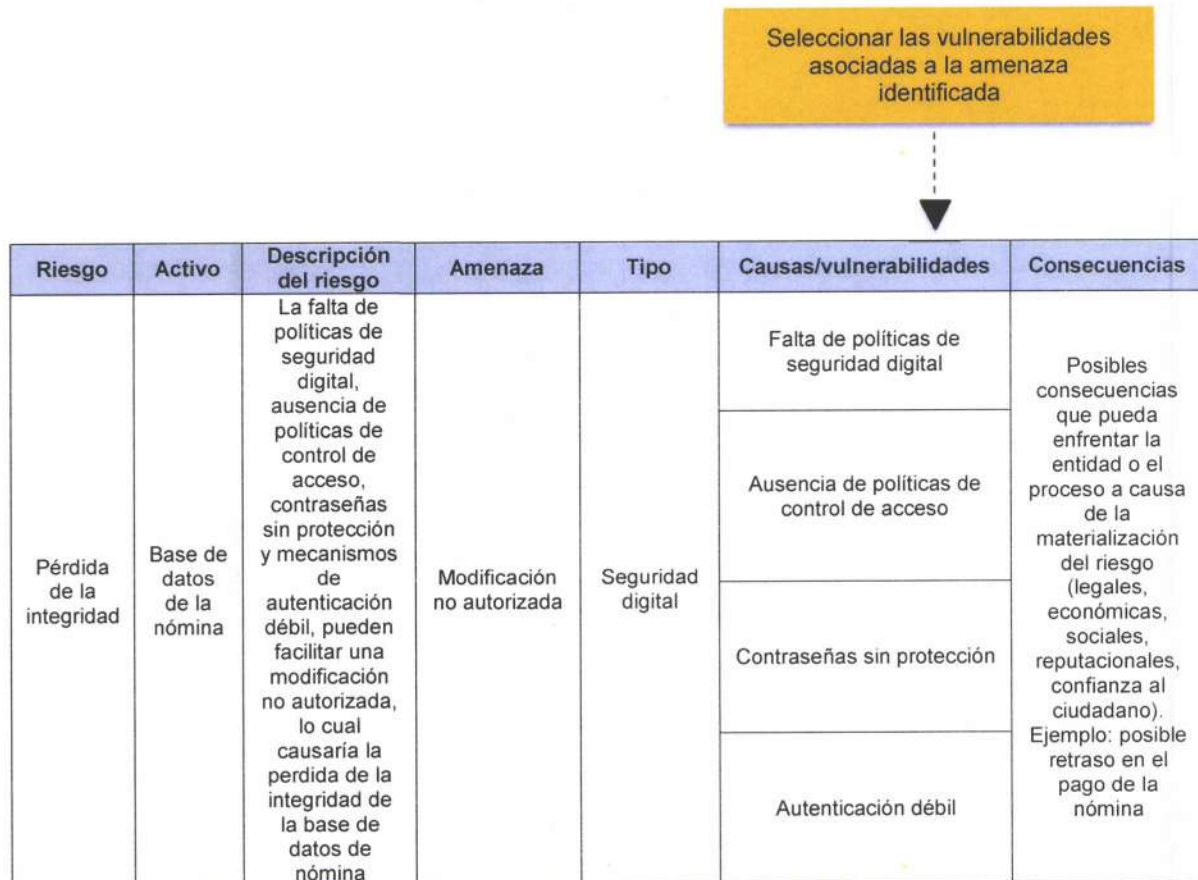 Seleccionar las vulnerabilidades
asociadas a la amenaza
identificada
Riesgo
Activo
Descripción
del riesgo
Amenaza
Tipo
Causas/vulnerabilidades
Consecuencias
Pérdida
de la
integridad
Base de
datos
de la
nómina
La falta de
políticas de
seguridad
digital,
ausencia de
políticas de
control de
acceso,
contraseñas
sin protección
y mecanismos
de
autenticación
débil, pueden
facilitar una
modificación
no autorizada,
lo cual
causaría la
perdida de la
integridad de
la base de
datos de
nómina
Modificación
no autorizada
Seguridad
digital
Falta de políticas de
seguridad digital
Ausencia de políticas de
control de acceso
Contraseñas sin protección
Autenticación débil
Posibles
consecuencias
que pueda
enfrentar la
entidad o el
proceso a causa
de la
materialización
del riesgo
(legales,
económicas,
sociales,
reputacionales,
confianza al
ciudadano).
Ejemplo: posible
retraso en el
pago de la
nómina